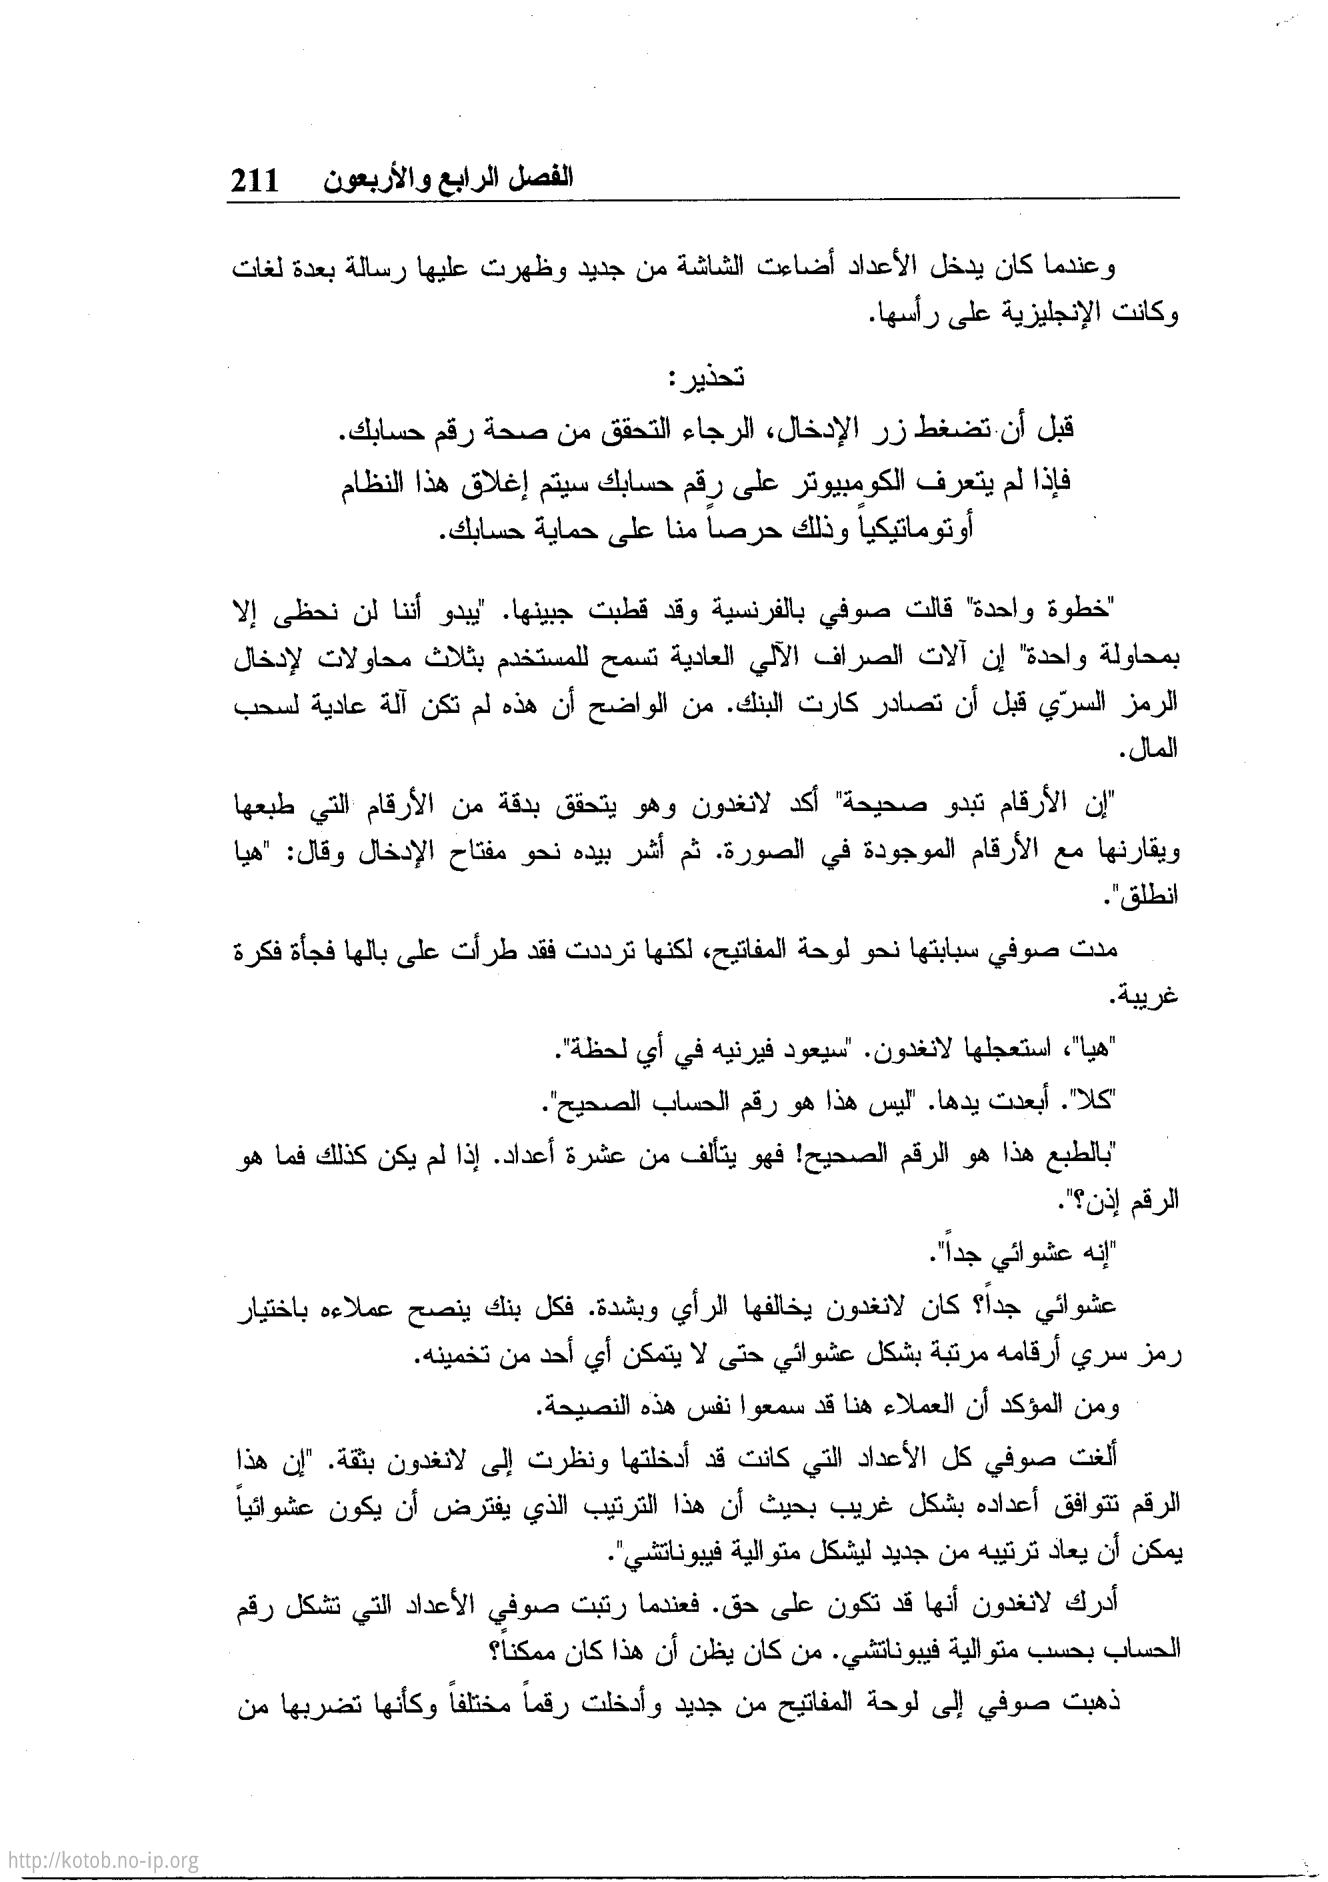 الفصل الرابع والأربعون 211
وعندما كان يدخل الأعداد أضاءت الشاشة من جديد وظهرت عليها رسالة بعدة لغات
وكانت الإنجليزية على رأسها.
تحذير:
قبل أن تضغط زر الإدخال، الرجاء التحقق من صحة رقم حسابك.
فإذا لم يتعرف الكومبيوتر على رقم حسابك سيتم إغلاق هذا النظام
أوتوماتيكياً وذلك حرصاً منا على حماية حسابك.
"خطوة واحدة" قالت صوفي بالفرنسية وقد قطبت جبينها. "يبدو أننا لن نحظى إلا
بمحاولة واحدة" إن آلات الصراف الآلي العادية تسمح للمستخدم بثلاث محاولات لإدخال
الرمز السرّي قبل أن تصادر كارت البنك. من الواضح أن هذه لم تكن آلة عادية لسحب
المال.
"إن الأرقام تبدو صحيحة" أكد لانغدون وهو يتحقق بدقة من الأرقام التي طبعها
ويقارنها مع الأرقام الموجودة في الصورة. ثم أشر بيده نحو مفتاح الإدخال وقال: "هيا
انطلق".
مدت صوفي سبابتها نحو لوحة المفاتيح، لكنها ترددت فقد طرأت على بالها فجأة فكرة
غريبة.
"هيا"، استعجلها لانغدون. "سيعود فيرنيه في أي لحظة".
"كلا". أبعدت يدها. "ليس هذا هو رقم الحساب الصحيح".
"بالطبع هذا هو الرقم الصحيح! فهو يتألف من عشرة أعداد. إذا لم يكن كذلك فما هو
الرقم إذن؟".
"إنه عشوائي جداً".
عشوائي جداً؟ كان لانغدون يخالفها الرأي وبشدة. فكل بنك ينصح عملاءه باختيار
رمز سري أرقامه مرتبة بشكل عشوائي حتى لا يتمكن أي أحد من تخمينه.
ومن المؤكد أن العملاء هنا قد سمعوا نفس هذه النصيحة.
ألغت صوفي كل الأعداد التي كانت قد أدخلتها ونظرت إلى لانغدون بثقة. "إن هذا
الرقم تتوافق أعداده بشكل غريب بحيث أن هذا الترتيب الذي يفترض أن يكون عشوائياً
يمكن أن يعاد ترتيبه من جديد ليشكل متوالية فيبوناتشي".
أدرك لانغدون أنها قد تكون على حق. فعندما رتبت صوفي الأعداد التي تشكل رقم
الحساب بحسب متوالية فيبوناتشي. من كان يظن أن هذا كان ممكناً؟
ذهبت صوفي إلى لوحة المفاتيح من جديد وأدخلت رقماً مختلفاً وكأنها تضربها من
http://kotob.no-ip.org